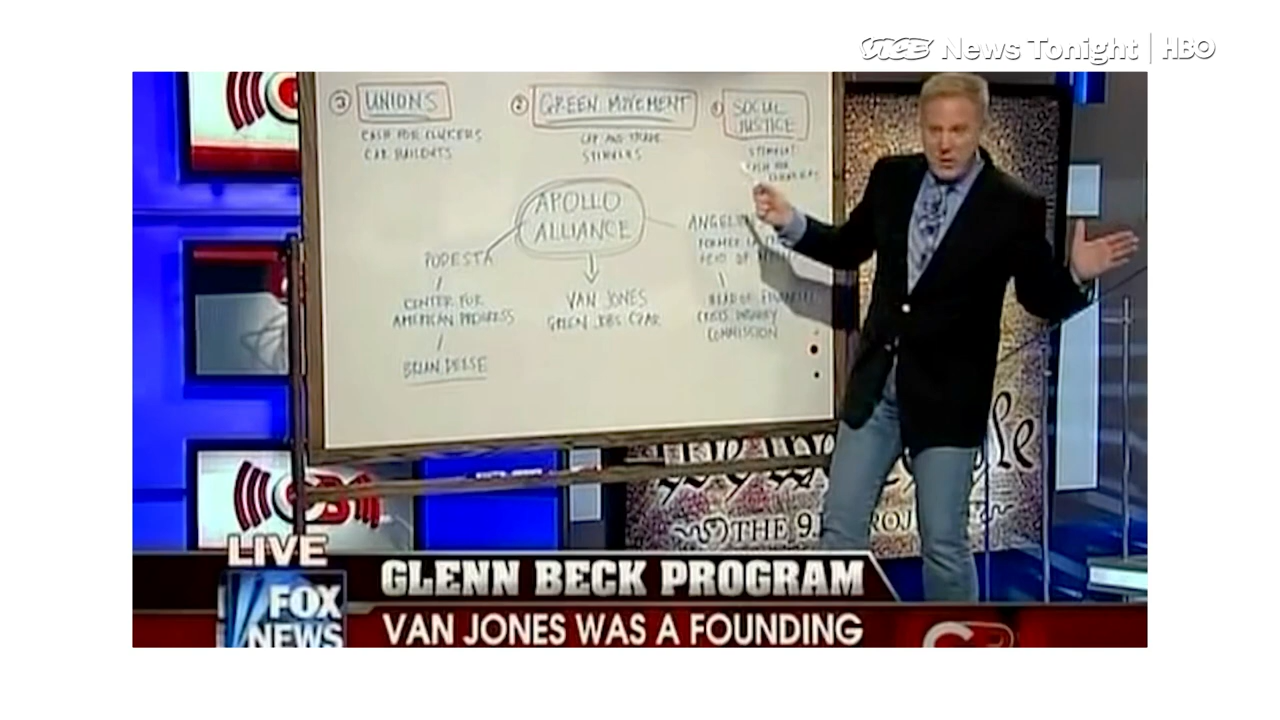 VICE News Tonight | HBO
③ UNIONS
CASH FOR CLUNKERS
CAR BAILOUTS
② GREEN MOVEMENT
CAP AND TRADE
STIMULUS
① SOCIAL JUSTICE
STIMULUS
CASH FOR
CLUNKERS
APOLLO
ALLIANCE
PODESTA
CENTER FOR
AMERICAN PROGRESS
BRIAN DEESE
VAN JONES
GREEN JOBS CZAR
FORMER
HEAD OF FINANCIAL
CRISIS INQUIRY
COMMISSION
THE 9.
LIVE
FOX
NEWS
GLENN BECK PROGRAM
VAN JONES WAS A FOUNDING